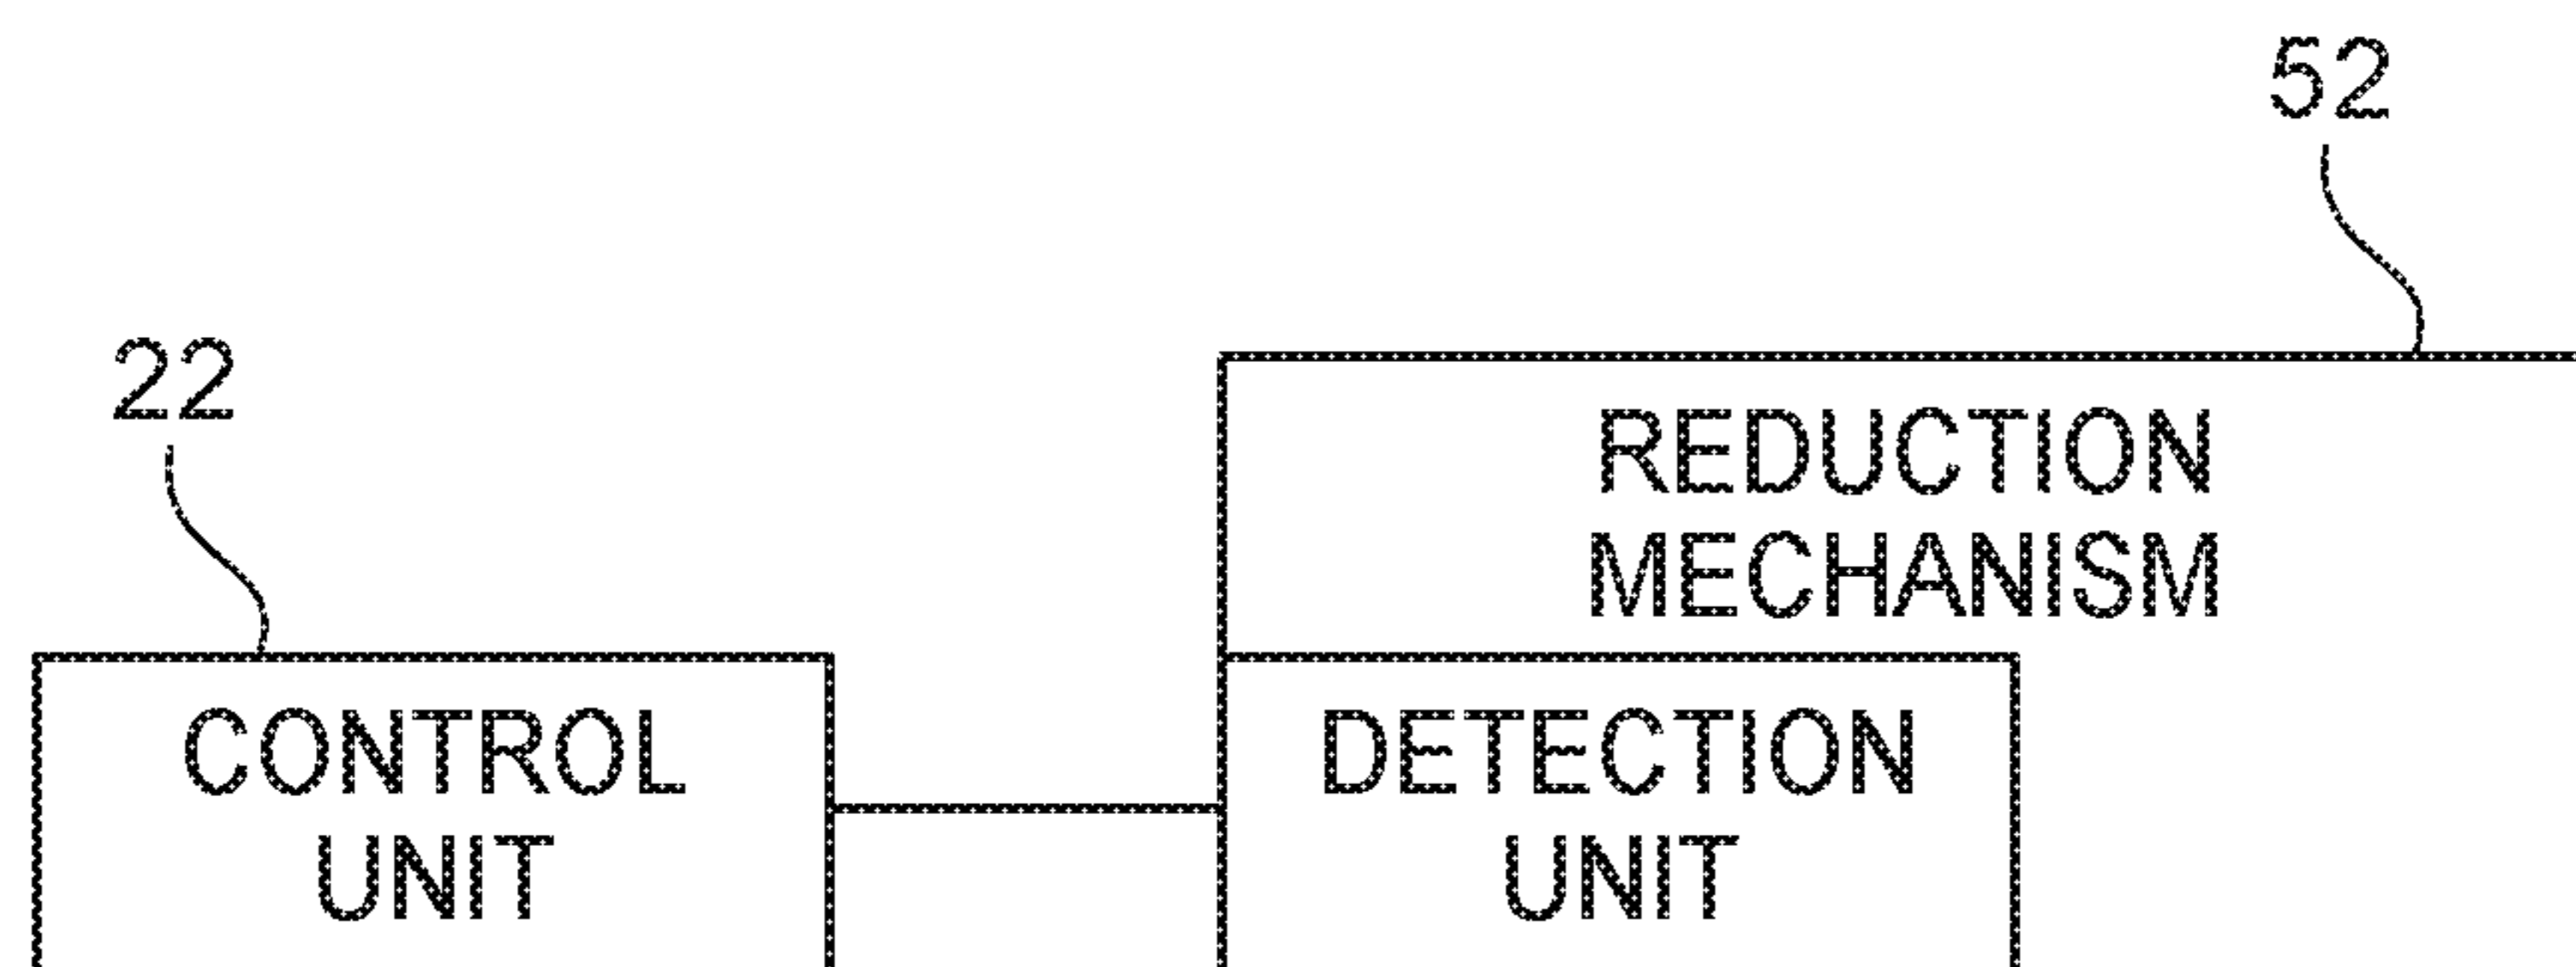 52
22
REDUCTION
MECHANISM
CONTROL
UNIT
DETECTION
UNIT